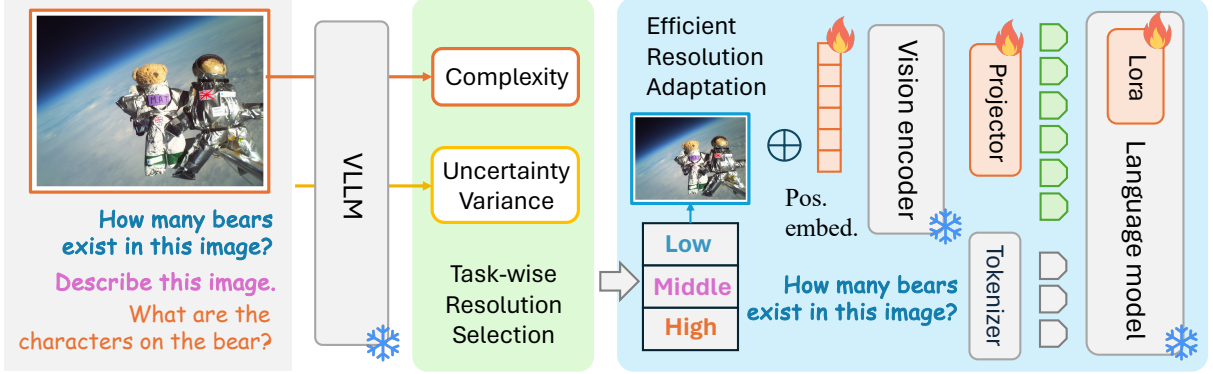 How many bears
exist in this image?
Describe this image.
What are the
characters on the bear?
VLLM
Complexity
Uncertainty
Variance
Task-wise
Resolution
Selection
Efficient
Resolution
Adaptation
Low
Middle
High
Pos.
embed.
Vision encoder
Projector
Lora
Language model
How many bears
exist in this image?
Tokenizer